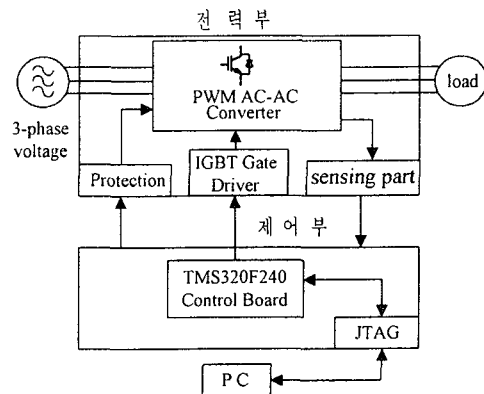 전 력 부
PWM AC-AC
Converter
load
3-phase
voltage
Protection
IGBT Gate
Driver
sensing part
제 어 부
TMS320F240
Control Board
JTAG
P C